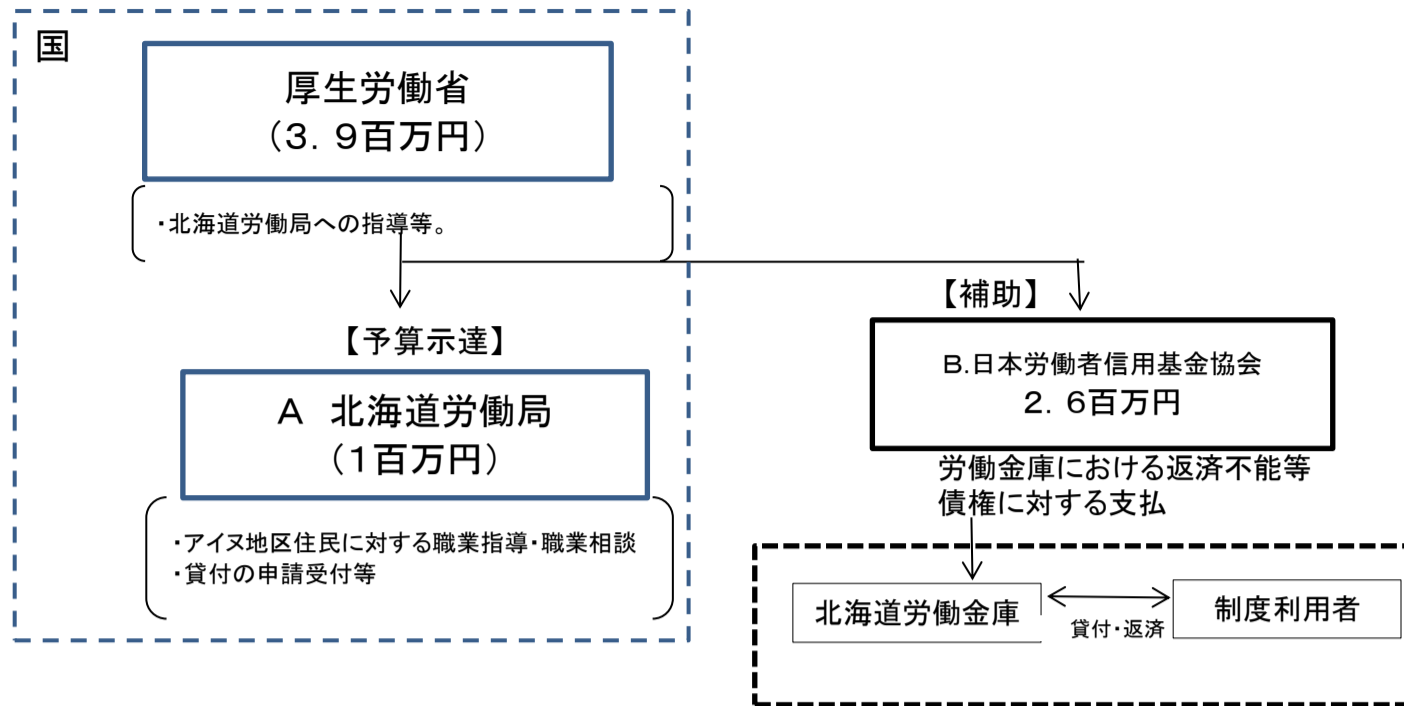 国
厚生労働省
（３．９百万円）
・北海道労働局への指導等。
【予算示達】
【補助】
Ａ　北海道労働局
（１百万円）
・アイヌ地区住民に対する職業指導・職業相談
・貸付の申請受付等
Ｂ.日本労働者信用基金協会
２．６百万円
労働金庫における返済不能等
債権に対する支払
北海道労働金庫
貸付・返済
制度利用者